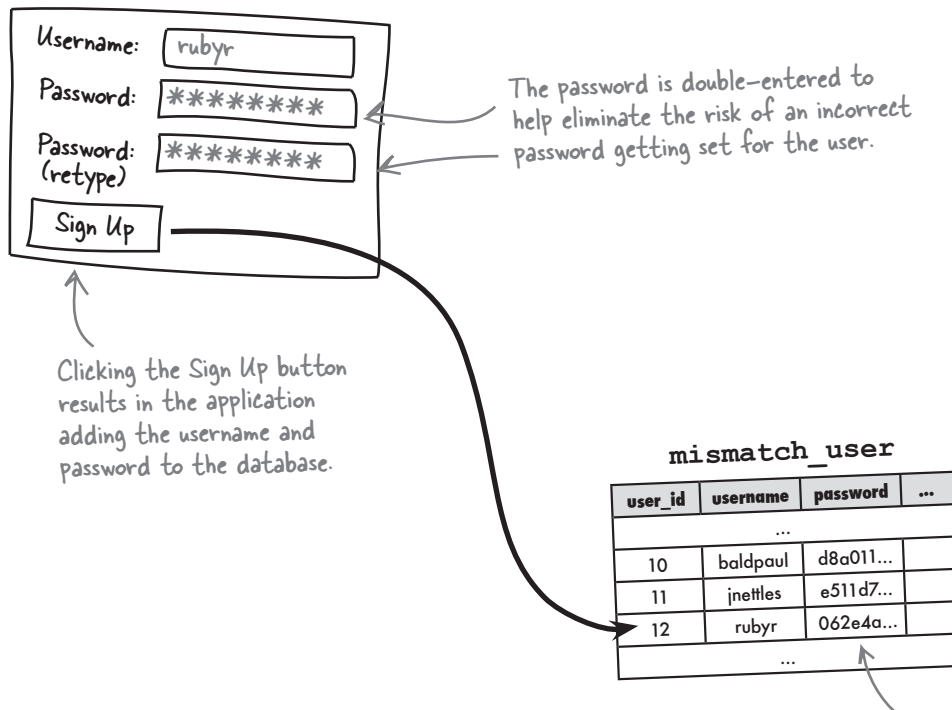 Username: rubyr
Password: ********
Password: ********
(retype)
Sign Up
The password is double-entered to
help eliminate the risk of an incorrect
password getting set for the user.
Clicking the Sign Up button
results in the application
adding the username and
password to the database.
mismatch_user
user_id username password ...
...
10 baldpaul d8a011...
11 jnettles e511d7...
12 rubyr 062e4a...
...